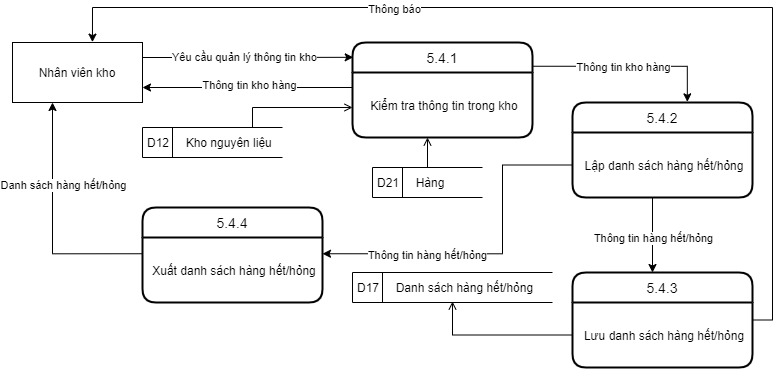 Thông báo
Nhân viên kho
Yêu cầu quản lý thông tin kho
Thông tin kho hàng
5.4.1
Kiểm tra thông tin trong kho
Thông tin kho hàng
D12
Kho nguyên liệu
D21
Hàng
5.4.2
Lập danh sách hàng hết/hỏng
Danh sách hàng hết/hỏng
5.4.4
Xuất danh sách hàng hết/hỏng
Thông tin hàng hết/hỏng
Thông tin hàng hết/hỏng
D17
Danh sách hàng hết/hỏng
5.4.3
Lưu danh sách hàng hết/hỏng